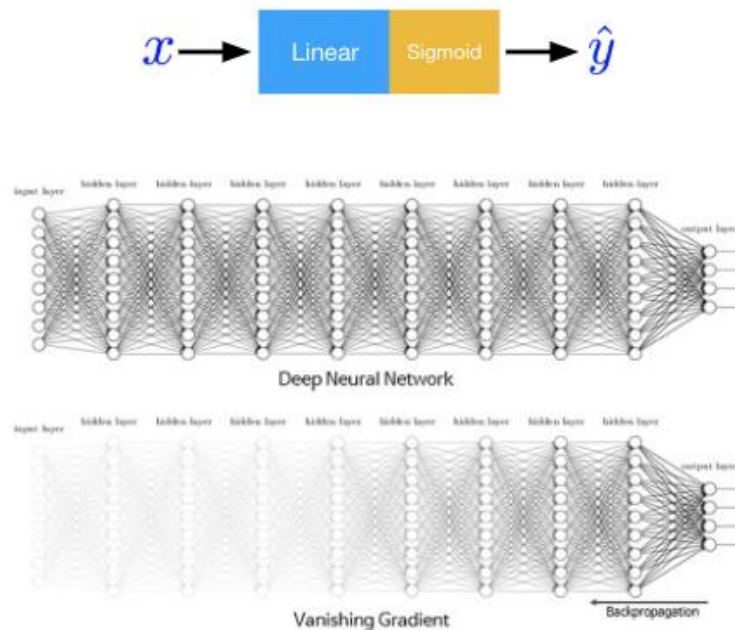 x Linear Sigmoid ŷ
input layer hidden layer hidden layer hidden layer hidden layer hidden layer hidden layer hidden layer hidden layer output layer
Deep Neural Network
input layer hidden layer hidden layer hidden layer hidden layer hidden layer hidden layer hidden layer hidden layer output layer
Backpropagation
Vanishing Gradient